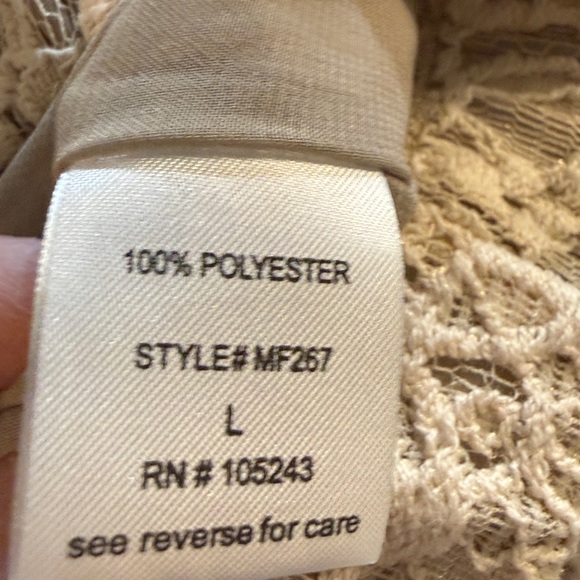 100% POLYESTER
STYLE# MF267
L
RN # 105243
see reverse for care